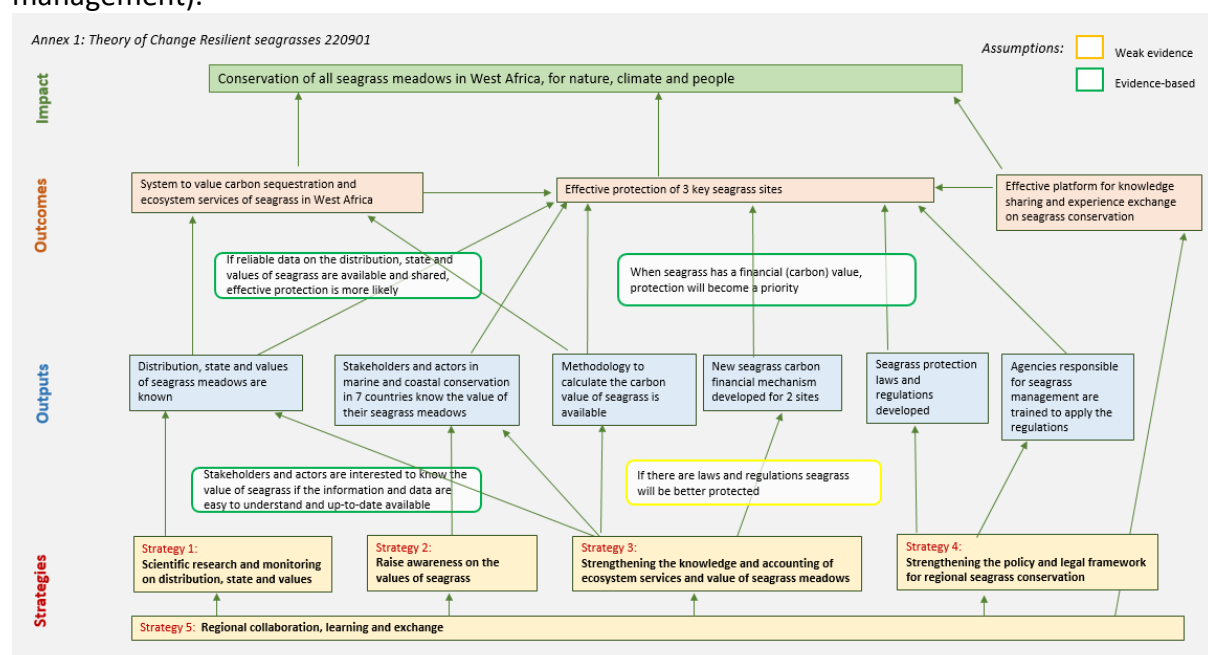 management).
Annex 1: Theory of Change Resilient seagrasses 220901
Assumptions:
Weak evidence
Evidence-based
Impact
Conservation of all seagrass meadows in West Africa, for nature, climate and people
Outcomes
System to value carbon sequestration and
ecosystem services of seagrass in West Africa
Effective protection of 3 key seagrass sites
Effective platform for knowledge
sharing and experience exchange
on seagrass conservation
If reliable data on the distribution, state and
values of seagrass are available and shared,
effective protection is more likely
When seagrass has a financial (carbon) value,
protection will become a priority
Outputs
Distribution, state and values
of seagrass meadows are
known
Stakeholders and actors in
marine and coastal conservation
in 7 countries know the value of
their seagrass meadows
Methodology to
calculate the carbon
value of seagrass is
available
New seagrass carbon
financial mechanism
developed for 2 sites
Seagrass protection
laws and
regulations
developed
Agencies responsible
for seagrass
management are
trained to apply the
regulations
Stakeholders and actors are interested to know the
value of seagrass if the information and data are
easy to understand and up-to-date available
If there are laws and regulations seagrass
will be better protected
Strategies
Strategy 1:
Scientific research and monitoring
on distribution, state and values
Strategy 2:
Raise awareness on the
values of seagrass
Strategy 3:
Strengthening the knowledge and accounting of
ecosystem services and value of seagrass meadows
Strategy 4:
Strengthening the policy and legal framework
for regional seagrass conservation
Strategy 5: Regional collaboration, learning and exchange